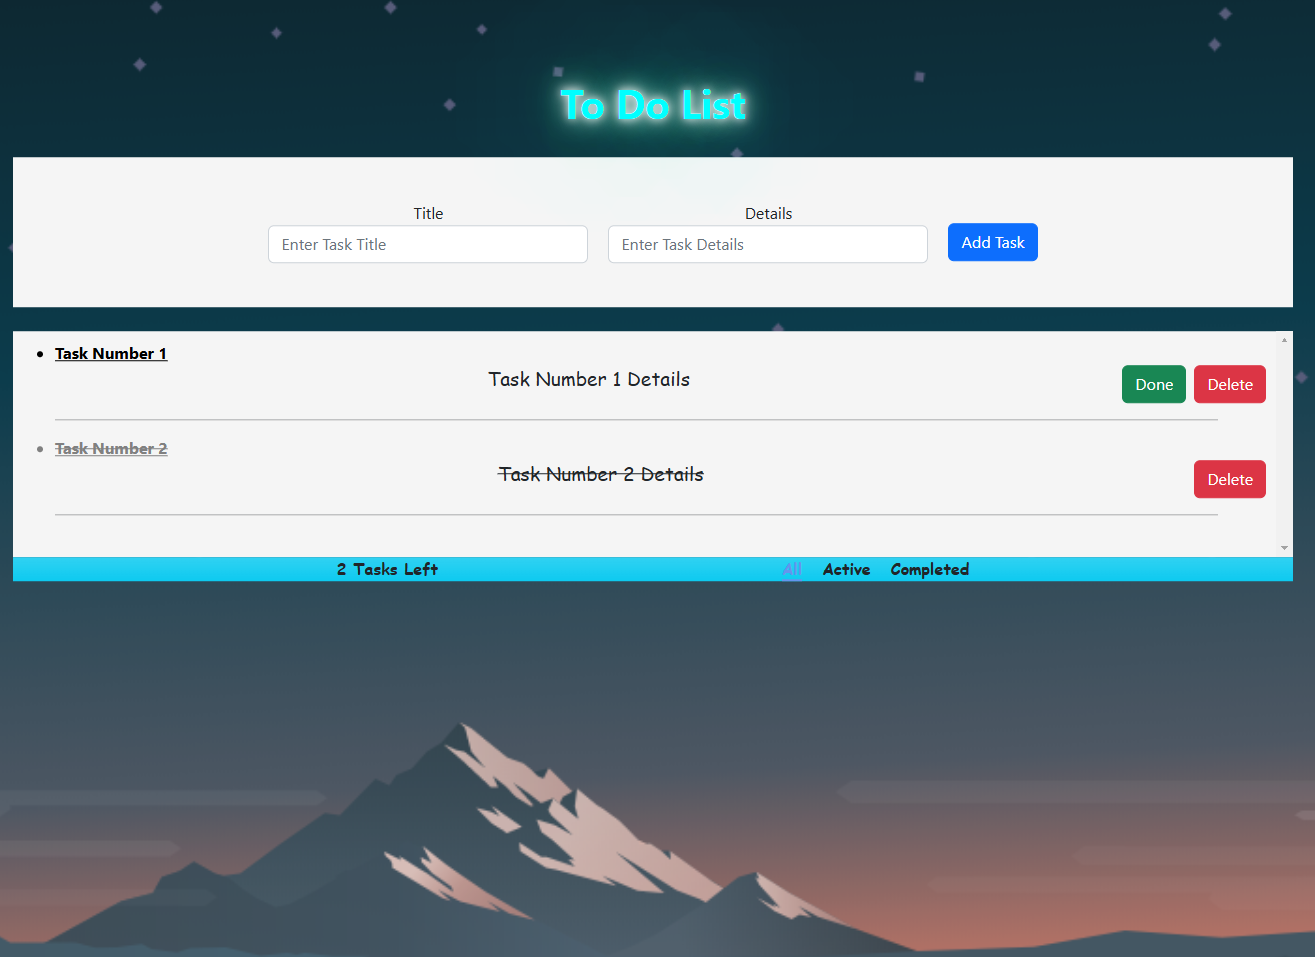 To Do List
Title
Details
Enter Task Title
Enter Task Details
Add Task
Task Number 1
Task Number 1 Details
Done
Delete
Task Number 2
Task Number 2 Details
Delete
2 Tasks Left
All
Active
Completed